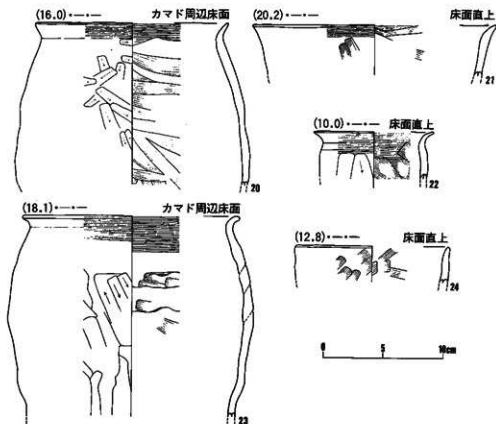 (16.0)・—・— カマド周辺床面
20
(20.2)・—・— 床面直上
21
(10.0)・—・— 床面直上
22
(18.1)・—・— カマド周辺床面
23
(12.8)・—・— 床面直上
24
0 5 10cm